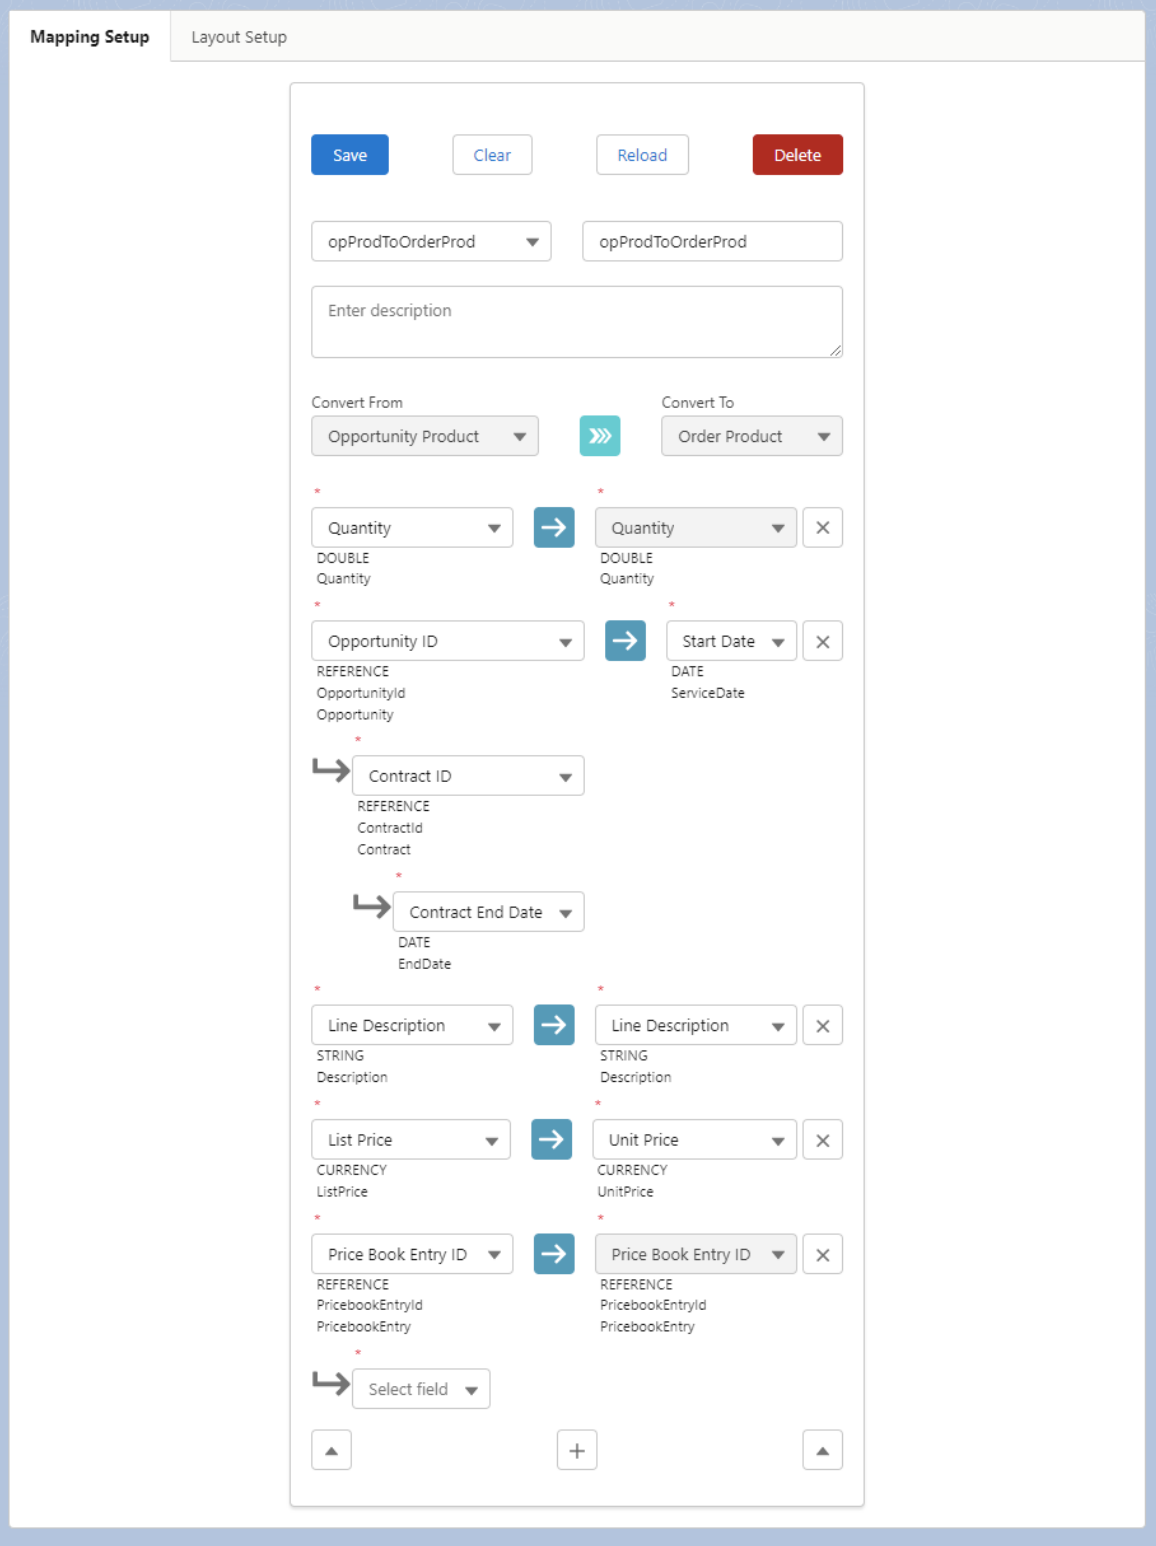 Mapping Setup
Layout Setup
Save
Clear
Reload
Delete
opProdToOrderProd
opProdToOrderProd
Enter description
Convert From
Convert To
Opportunity Product
Order Product
*
*
Quantity
Quantity
DOUBLE
DOUBLE
Quantity
Quantity
*
*
Opportunity ID
Start Date
REFERENCE
DATE
OpportunityId
ServiceDate
Opportunity
*
Contract ID
REFERENCE
ContractId
Contract
*
Contract End Date
DATE
EndDate
*
*
Line Description
Line Description
STRING
STRING
Description
Description
*
*
List Price
Unit Price
CURRENCY
CURRENCY
ListPrice
UnitPrice
*
*
Price Book Entry ID
Price Book Entry ID
REFERENCE
REFERENCE
PricebookEntryId
PricebookEntryId
PricebookEntry
PricebookEntry
*
Select field